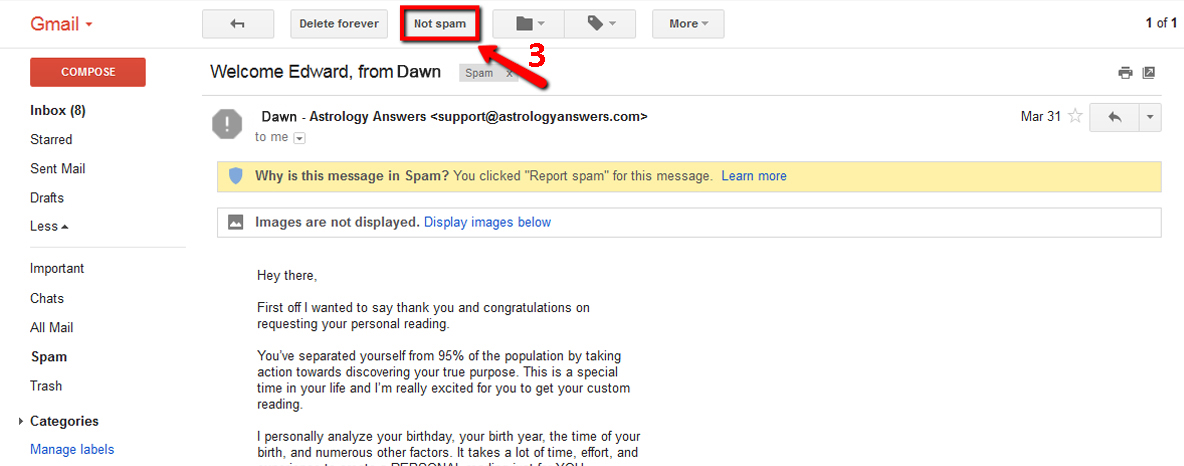 Gmail
Delete forever
Not spam
More
1 of 1
3
COMPOSE
Welcome Edward, from Dawn
Spam x
Inbox (8)
Starred
Sent Mail
Drafts
Less
Important
Chats
All Mail
Spam
Trash
Categories
Manage labels
Dawn - Astrology Answers <support@astrologyanswers.com>
Mar 31
to me
Why is this message in Spam? You clicked "Report spam" for this message. Learn more
Images are not displayed. Display images below
Hey there,
First off I wanted to say thank you and congratulations on
requesting your personal reading.
You've separated yourself from 95% of the population by taking
action towards discovering your true purpose. This is a special
time in your life and I'm really excited for you to get your custom
reading.
I personally analyze your birthday, your birth year, the time of your
birth, and numerous other factors. It takes a lot of time, effort, and